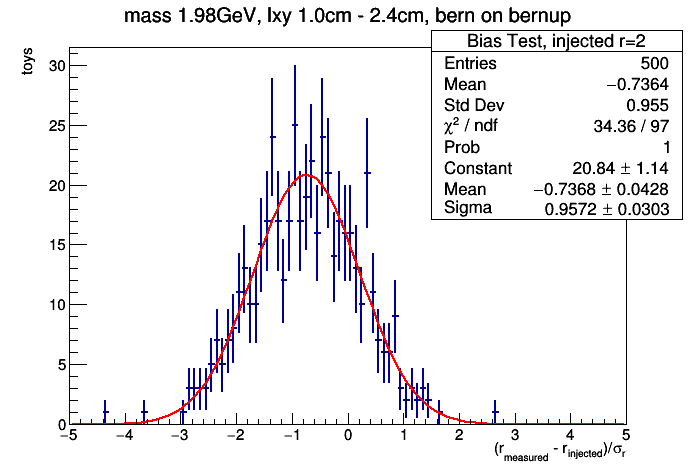 mass 1.98GeV, lxy 1.0cm - 2.4cm, bern on bernup
Bias Test, injected r=2
Entries 500
Mean −0.7364
Std Dev 0.955
χ² / ndf 34.36 / 97
Prob 1
Constant 20.84 ± 1.14
Mean −0.7368 ± 0.0428
Sigma 0.9572 ± 0.0303
toys
30
25
20
15
10
5
0
−5 −4 −3 −2 −1 0 1 2 3 4 5
(r_measured - r_injected)/σ_r